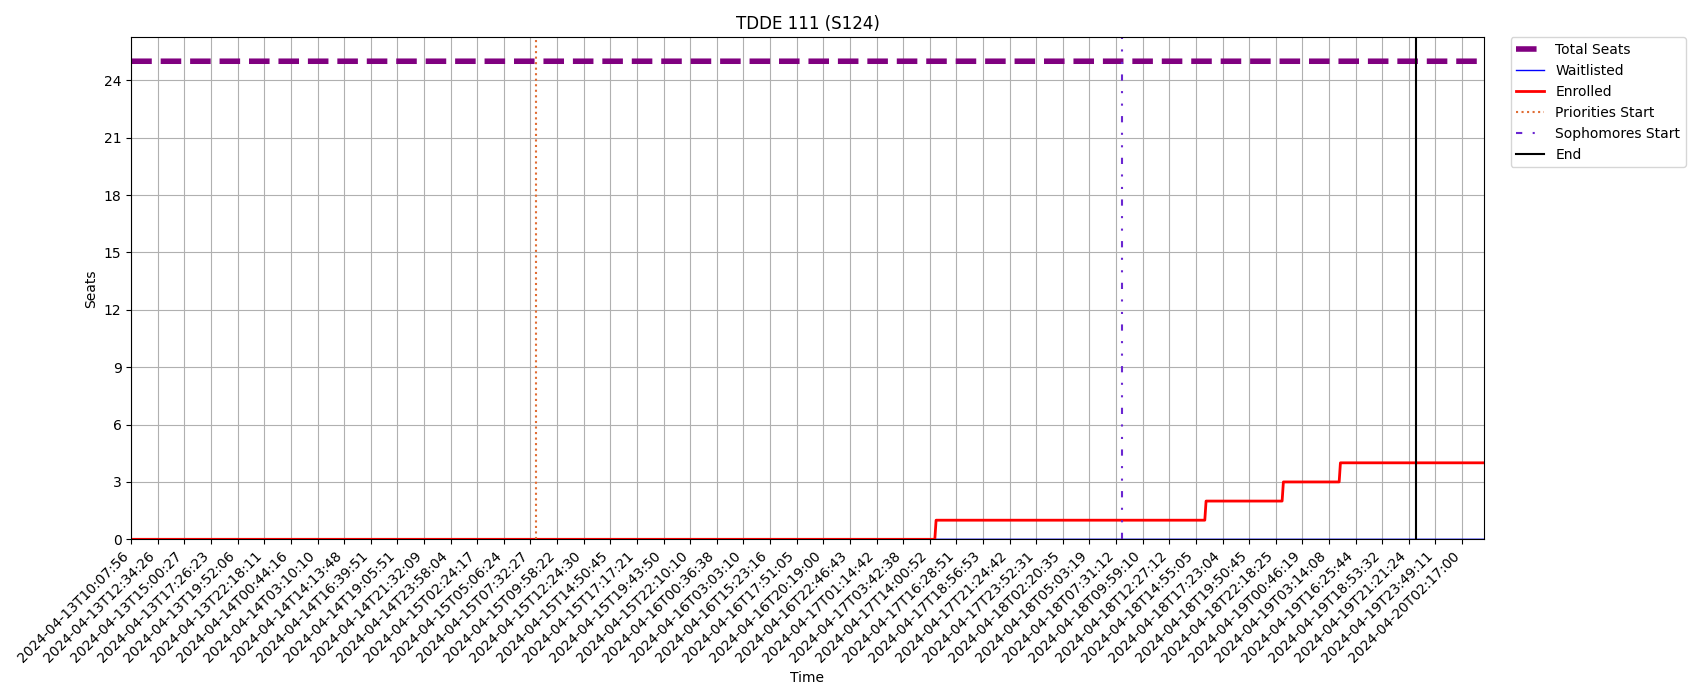 TDDE 111 (S124)
Total Seats
Waitlisted
Enrolled
Priorities Start
Sophomores Start
End
Seats
24
21
18
15
12
9
6
3
0
2024-04-13T10:07:56
2024-04-13T12:34:26
2024-04-13T15:00:27
2024-04-13T17:26:23
2024-04-13T19:52:06
2024-04-13T22:18:11
2024-04-14T00:44:16
2024-04-14T03:10:10
2024-04-14T14:13:48
2024-04-14T16:39:51
2024-04-14T19:05:51
2024-04-14T21:32:09
2024-04-14T23:58:04
2024-04-15T02:24:17
2024-04-15T05:06:24
2024-04-15T07:32:27
2024-04-15T09:58:22
2024-04-15T12:24:30
2024-04-15T14:50:45
2024-04-15T17:17:21
2024-04-15T19:43:50
2024-04-15T22:10:10
2024-04-16T00:36:38
2024-04-16T03:03:10
2024-04-16T15:23:16
2024-04-16T17:51:05
2024-04-16T20:19:00
2024-04-16T22:46:43
2024-04-17T01:14:42
2024-04-17T03:42:38
2024-04-17T14:00:52
2024-04-17T16:28:51
2024-04-17T18:56:53
2024-04-17T21:24:42
2024-04-17T23:52:31
2024-04-18T02:20:35
2024-04-18T05:03:19
2024-04-18T07:31:12
2024-04-18T09:59:10
2024-04-18T12:27:12
2024-04-18T14:55:05
2024-04-18T17:23:04
2024-04-18T19:50:45
2024-04-18T22:18:25
2024-04-19T00:46:19
2024-04-19T03:14:08
2024-04-19T16:25:44
2024-04-19T18:53:32
2024-04-19T21:21:24
2024-04-19T23:49:11
2024-04-20T02:17:00
Time